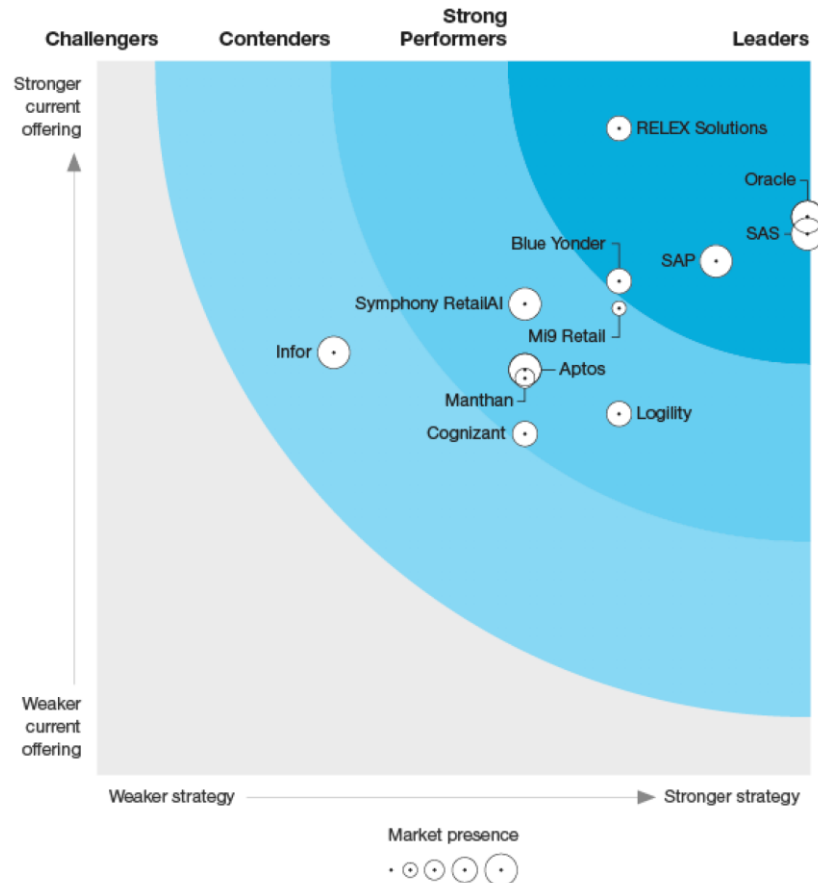 Strong
Challengers Contenders Performers Leaders
Stronger
current
offering
RELEX Solutions
Oracle
SAS
Blue Yonder
SAP
Symphony RetailAI
Mi9 Retail
Infor
Aptos
Manthan
Logility
Cognizant
Weaker
current
offering
Weaker strategy
Stronger strategy
Market presence